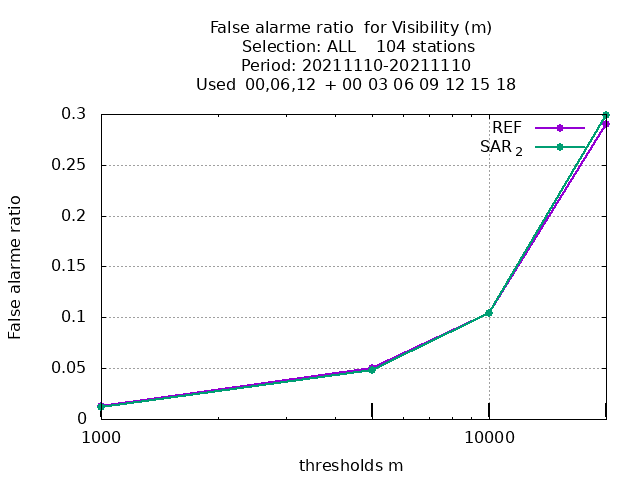 False alarme ratio  for Visibility (m)
Selection: ALL    104 stations
Period: 20211110-20211110
Used  00,06,12  + 00 03 06 09 12 15 18
REF
SAR 2
0.3
0.25
0.2
0.15
0.1
0.05
0
False alarme ratio
1000
10000
thresholds m